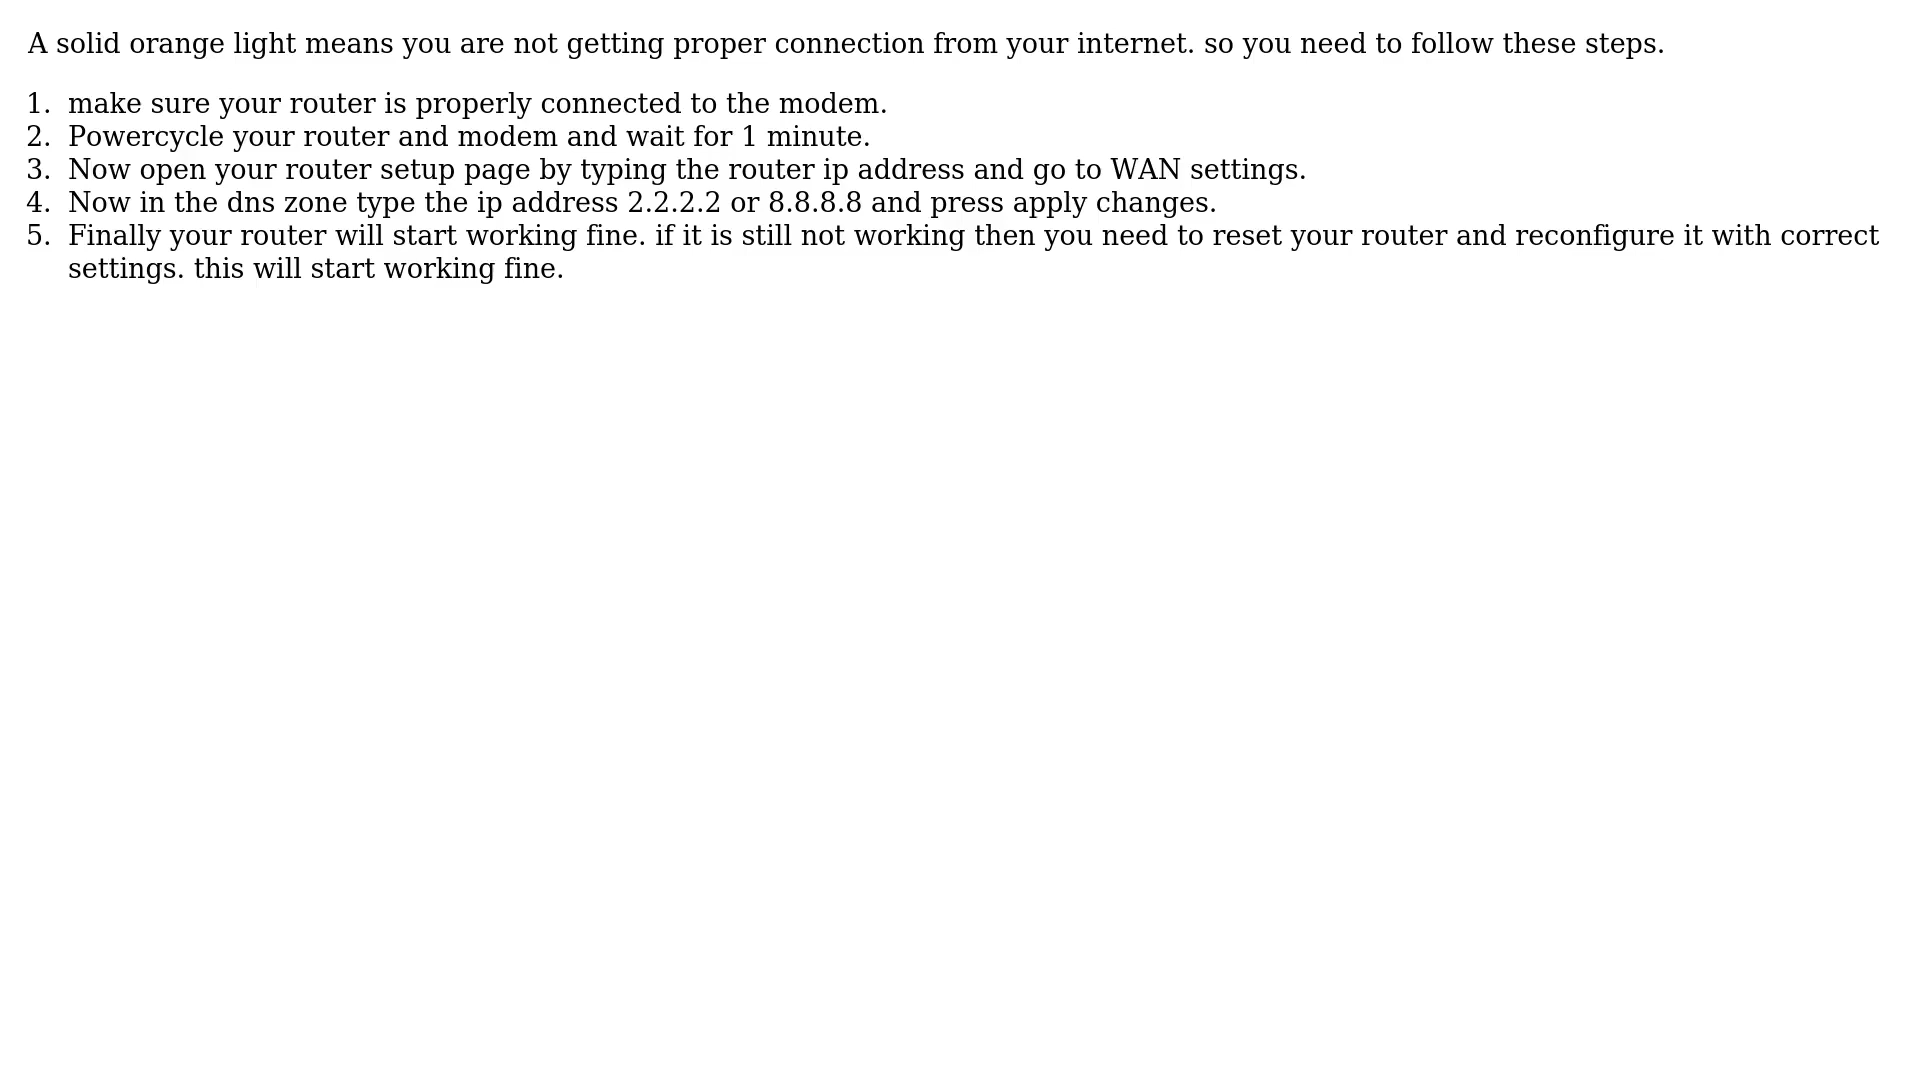 A solid orange light means you are not getting proper connection from your internet. so you need to follow these steps.
1. make sure your router is properly connected to the modem.
2. Powercycle your router and modem and wait for 1 minute.
3. Now open your router setup page by typing the router ip address and go to WAN settings.
4. Now in the dns zone type the ip address 2.2.2.2 or 8.8.8.8 and press apply changes.
5. Finally your router will start working fine. if it is still not working then you need to reset your router and reconfigure it with correct
settings. this will start working fine.